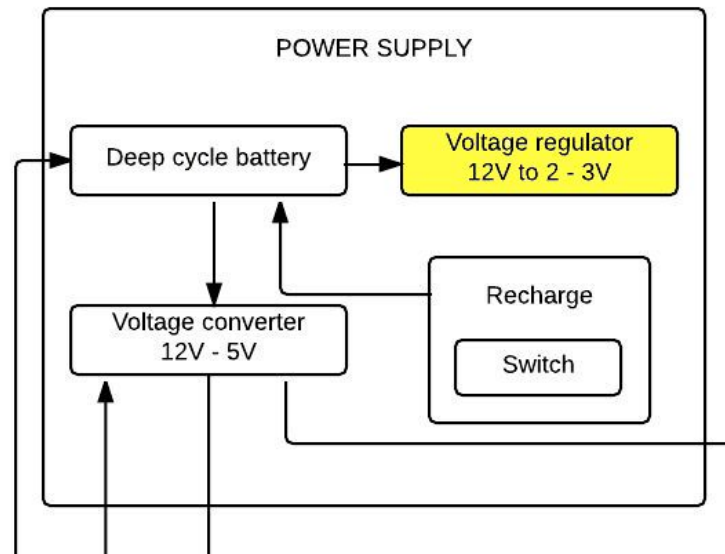 POWER SUPPLY
Deep cycle battery
Voltage regulator
12V to 2 - 3V
Voltage converter
12V - 5V
Recharge
Switch